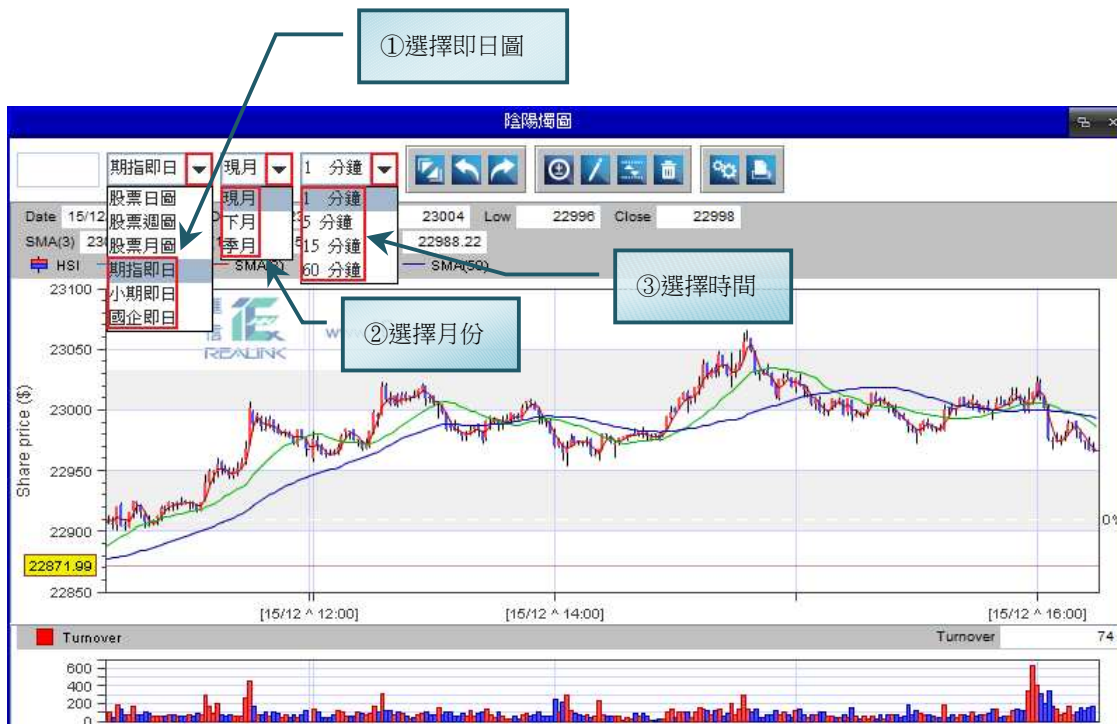 ①選擇即日圖
陰陽燭圖
期指即日 現月 1 分鐘
股票日圖
股票週圖
股票月圖
期指即日
小期即日
國企即日
現月
下月
季月
1 分鐘
5 分鐘
15 分鐘
60 分鐘
③選擇時間
②選擇月份
Date 15/12 23004 Low 22996 Close 22998
SMA(3) 22988.22
HSI SMA(50)
REALINK
Share price ($)
23100
23050
23000
22950
22900
22871.99
22850
0%
[15/12 ^ 12:00] [15/12 ^ 14:00] [15/12 ^ 16:00]
Turnover Turnover 74
600
400
200
0